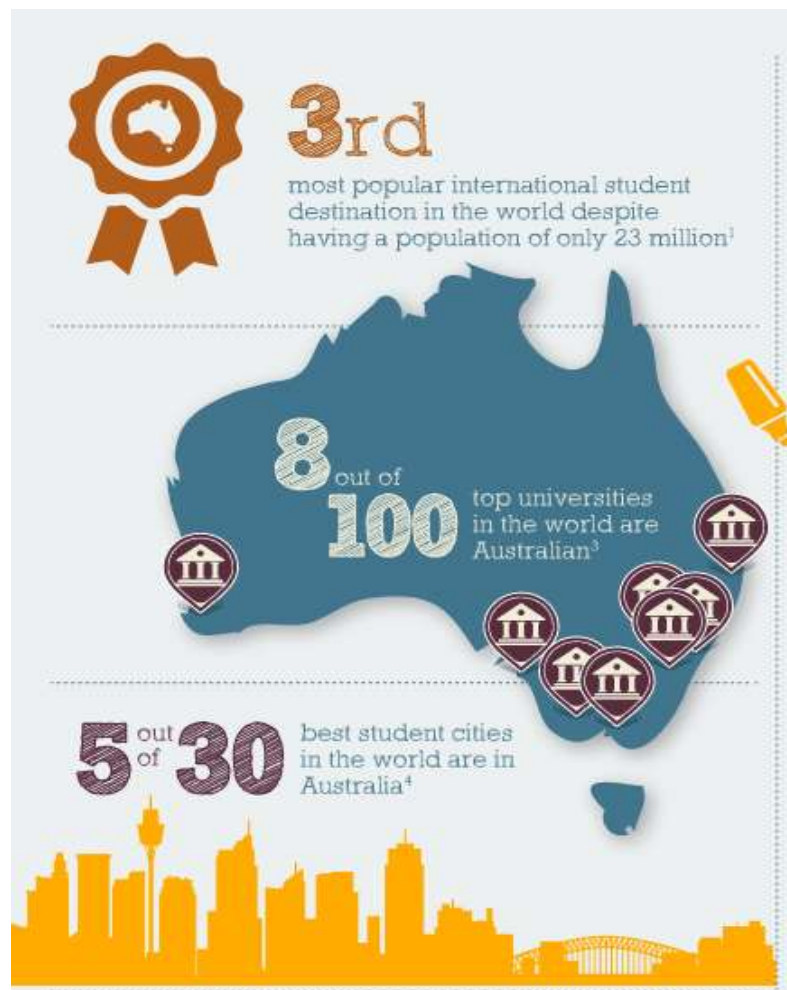 3rd
most popular international student
destination in the world despite
having a population of only 23 million¹
8 out of
100
top universities
in the world are
Australian³
5 out of 30
best student cities
in the world are in
Australia⁴